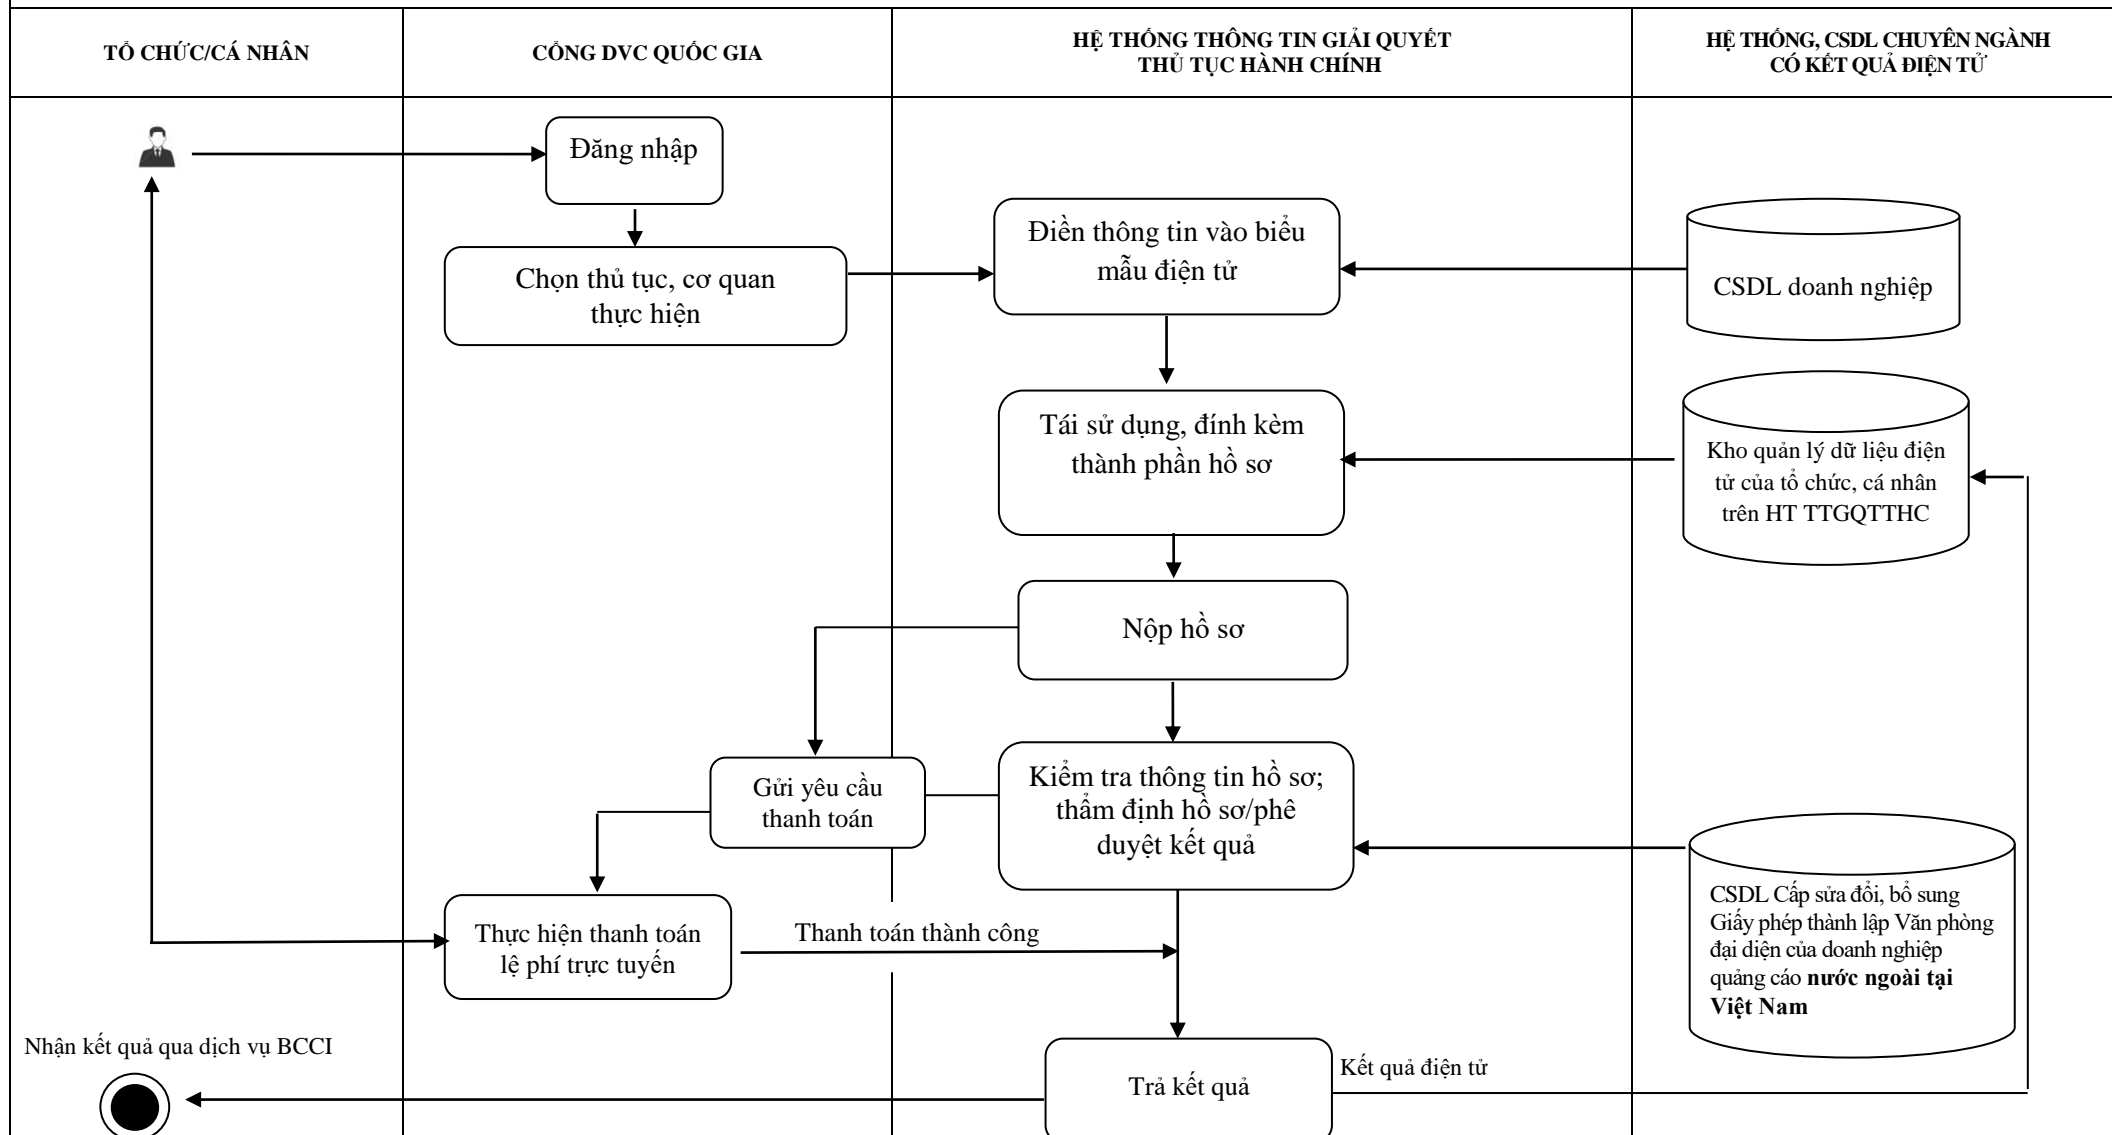 TỔ CHỨC/CÁ NHÂN
CỔNG DVC QUỐC GIA
HỆ THỐNG THÔNG TIN GIẢI QUYẾT
THỦ TỤC HÀNH CHÍNH
HỆ THỐNG, CSDL CHUYÊN NGÀNH
CÓ KẾT QUẢ ĐIỆN TỬ
Đăng nhập
Chọn thủ tục, cơ quan
thực hiện
Điền thông tin vào biểu
mẫu điện tử
CSDL doanh nghiệp
Tái sử dụng, đính kèm
thành phần hồ sơ
Kho quản lý dữ liệu điện
tử của tổ chức, cá nhân
trên HT TTGQTTHC
Nộp hồ sơ
Gửi yêu cầu
thanh toán
Kiểm tra thông tin hồ sơ;
thẩm định hồ sơ/phê
duyệt kết quả
CSDL Cấp sửa đổi, bổ sung
Giấy phép thành lập Văn phòng
đại diện của doanh nghiệp
quảng cáo nước ngoài tại
Việt Nam
Thực hiện thanh toán
lệ phí trực tuyến
Thanh toán thành công
Nhận kết quả qua dịch vụ BCCI
Trả kết quả
Kết quả điện tử